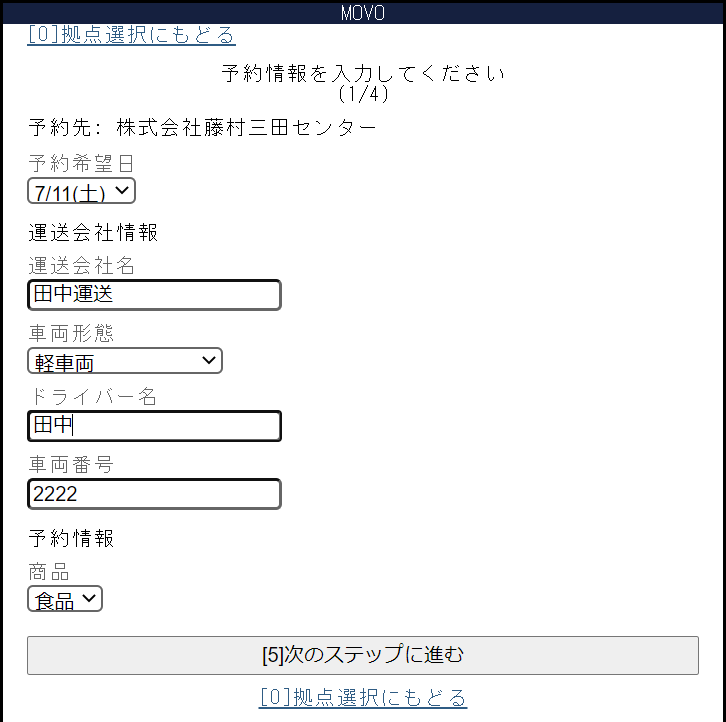 MOVO
[0]拠点選択にもどる
予約情報を入力してください
(1/4)
予約先: 株式会社藤村三田センター
予約希望日
7/11(土)
運送会社情報
運送会社名
田中運送
車両形態
軽車両
ドライバー名
田中
車両番号
2222
予約情報
商品
食品
[5]次のステップに進む
[0]拠点選択にもどる